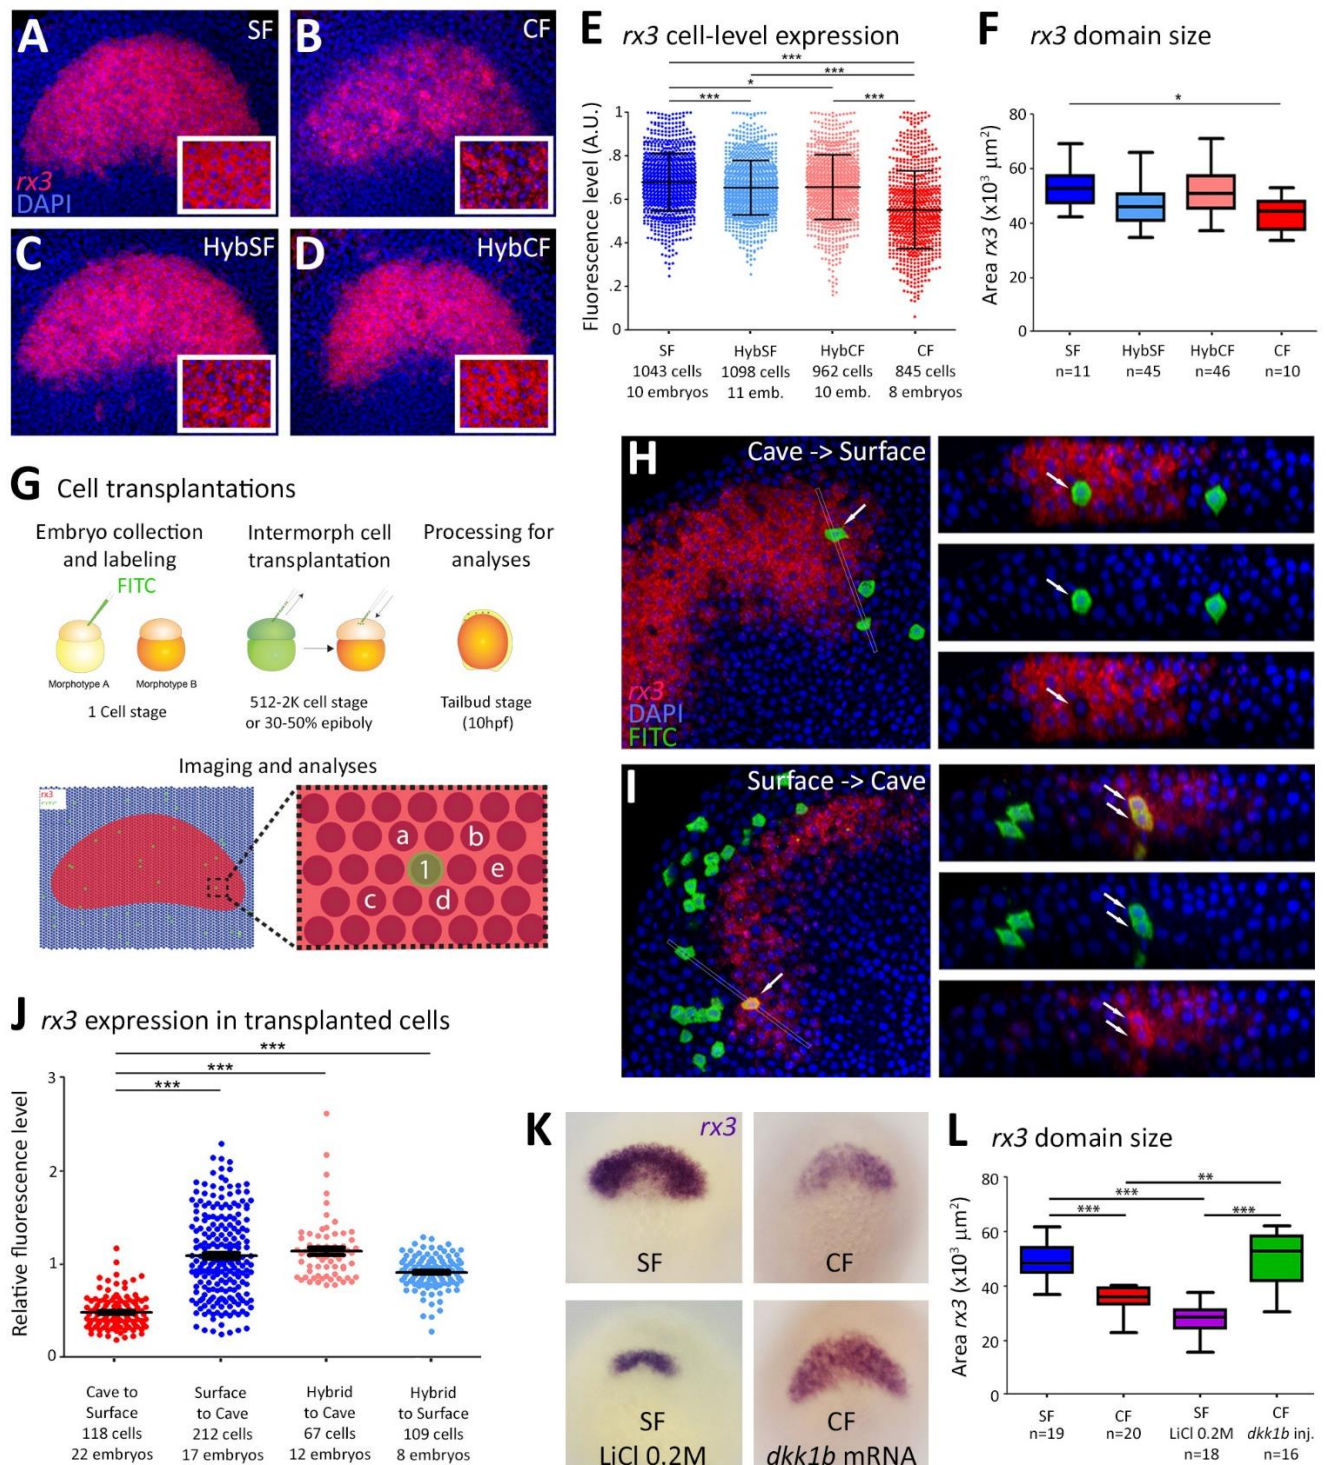 A
SF
rx3
DAPI
B
CF
C
HybSF
D
HybCF
E rx3 cell-level expression
***
***
*
***
***
Fluorescence level (A.U.)
1
.8
.6
.4
.2
0
SF
1043 cells
10 embryos
HybSF
1098 cells
11 emb.
HybCF
962 cells
10 emb.
CF
845 cells
8 embryos
F rx3 domain size
*
Area rx3 (x10³ µm²)
80
60
40
20
0
SF
n=11
HybSF
n=45
HybCF
n=46
CF
n=10
G Cell transplantations
Embryo collection
and labeling
FITC
Morphotype A
Morphotype B
1 Cell stage
Intermorph cell
transplantation
512-2K cell stage
or 30-50% epiboly
Processing for
analyses
Tailbud stage
(10hpf)
Imaging and analyses
rx3
a
b
1
e
c
d
H
Cave -> Surface
rx3
DAPI
FITC
I
Surface -> Cave
J rx3 expression in transplanted cells
***
***
***
Relative fluorescence level
3
2
1
0
Cave to
Surface
118 cells
22 embryos
Surface
to Cave
212 cells
17 embryos
Hybrid
to Cave
67 cells
12 embryos
Hybrid
to Surface
109 cells
8 embryos
K
rx3
SF
CF
SF
LiCl 0.2M
CF
dkk1b mRNA
L rx3 domain size
**
***
***
***
Area rx3 (x10³ µm²)
80
60
40
20
0
SF
n=19
CF
n=20
SF
LiCl 0.2M
n=18
CF
dkk1b inj.
n=16